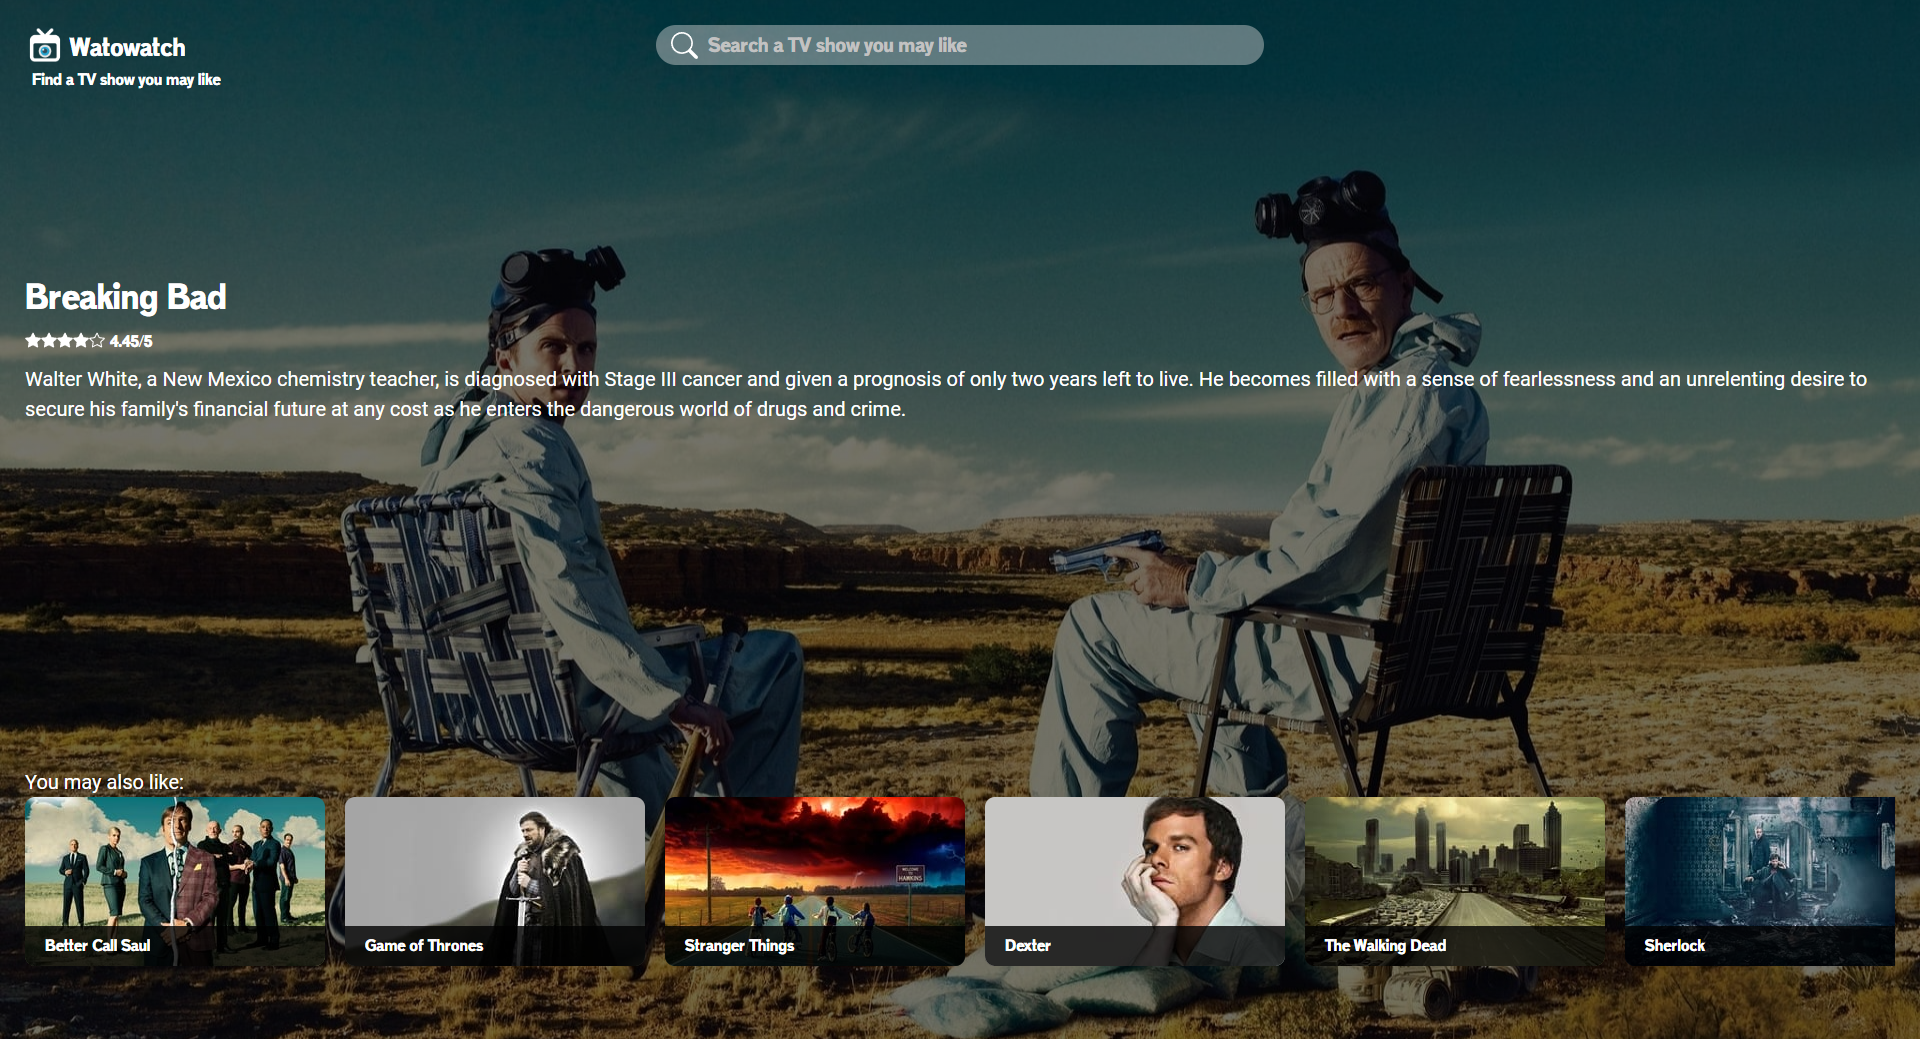 Watowatch
Find a TV show you may like
Search a TV show you may like
Breaking Bad
4.45/5
Walter White, a New Mexico chemistry teacher, is diagnosed with Stage III cancer and given a prognosis of only two years left to live. He becomes filled with a sense of fearlessness and an unrelenting desire to
secure his family's financial future at any cost as he enters the dangerous world of drugs and crime.
You may also like:
WELCOME TO
HAWKINS
Better Call Saul
Game of Thrones
Stranger Things
Dexter
The Walking Dead
Sherlock